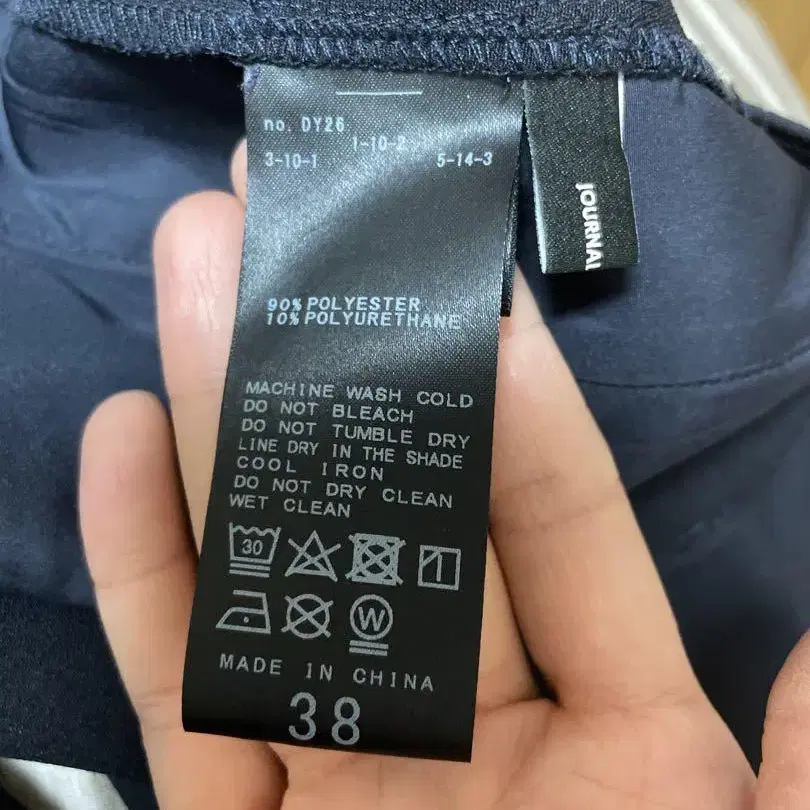 no. DY26
1-10-2
3-10-1
5-14-3
JOURNAL
90% POLYESTER
10% POLYURETHANE
MACHINE WASH COLD
DO NOT BLEACH
DO NOT TUMBLE DRY
LINE DRY IN THE SHADE
COOL IRON
DO NOT DRY CLEAN
WET CLEAN
30
W
MADE IN CHINA
38